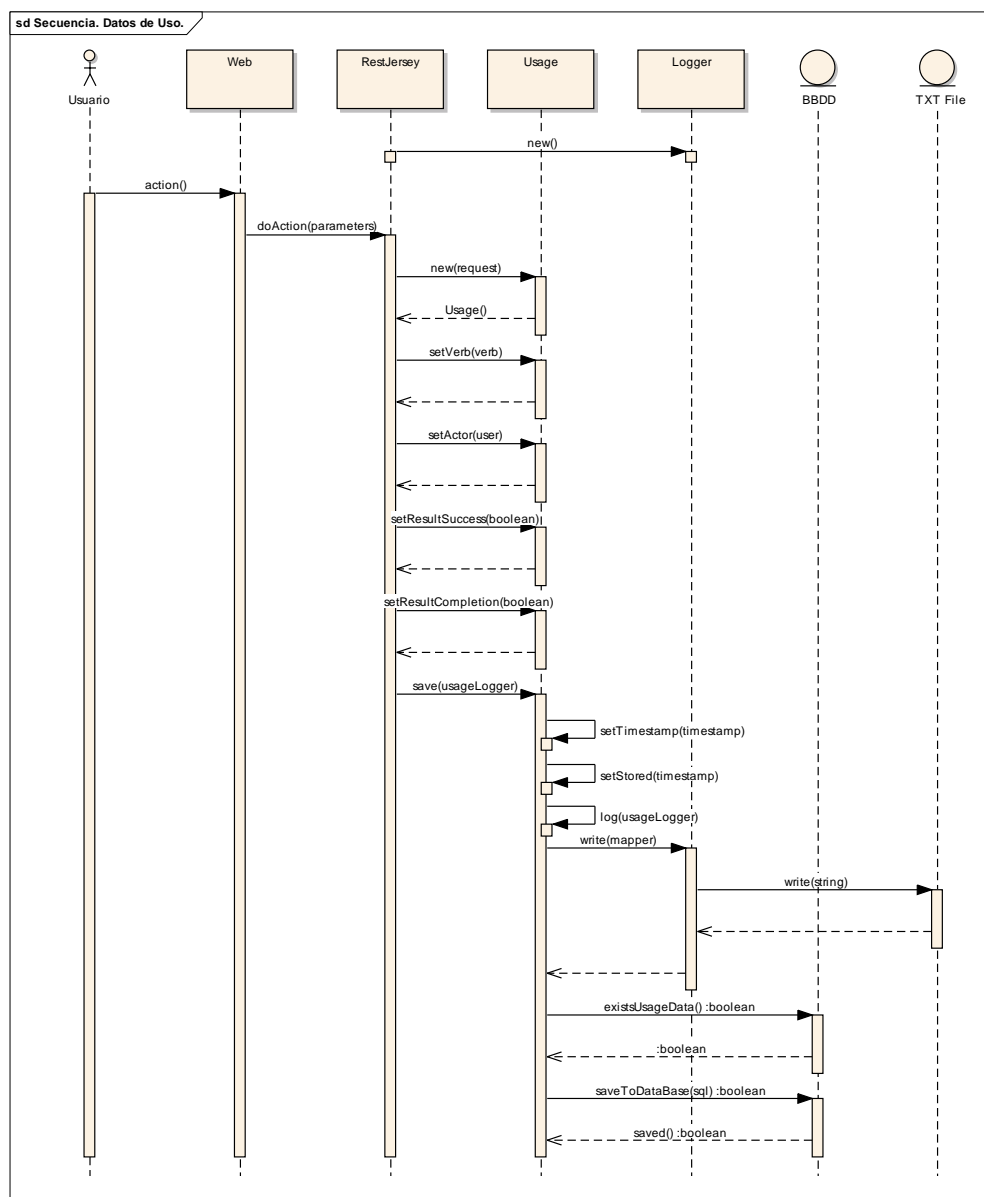 sd Secuencia. Datos de Uso.
Usuario
Web
RestJersey
Usage
Logger
BBDD
TXT File
new()
action()
doAction(parameters)
new(request)
Usage()
setVerb(verb)
setActor(user)
setResultSuccess(boolean)
setResultCompletion(boolean)
save(usageLogger)
setTimestamp(timestamp)
setStored(timestamp)
log(usageLogger)
write(mapper)
write(string)
existsUsageData() :boolean
:boolean
saveToDataBase(sql) :boolean
saved() :boolean